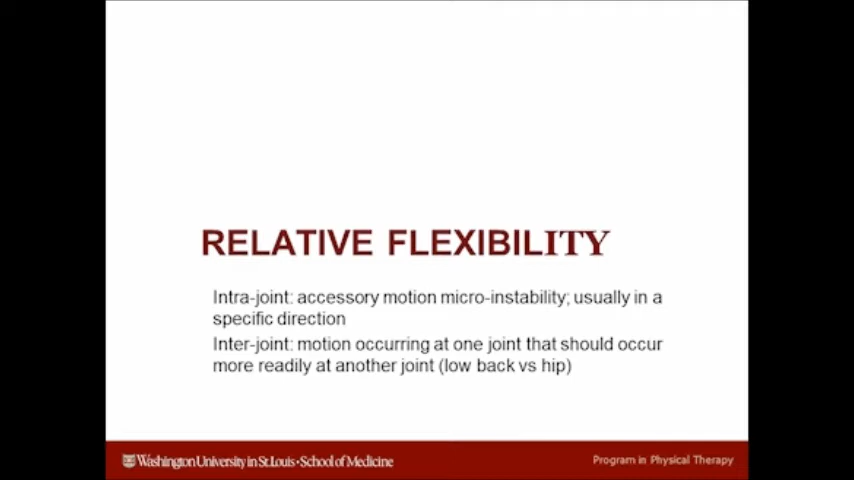 RELATIVE FLEXIBILITY
Intra-joint: accessory motion micro-instability; usually in a
specific direction
Inter-joint: motion occurring at one joint that should occur
more readily at another joint (low back vs hip)
Washington University in St. Louis • School of Medicine
Program in Physical Therapy